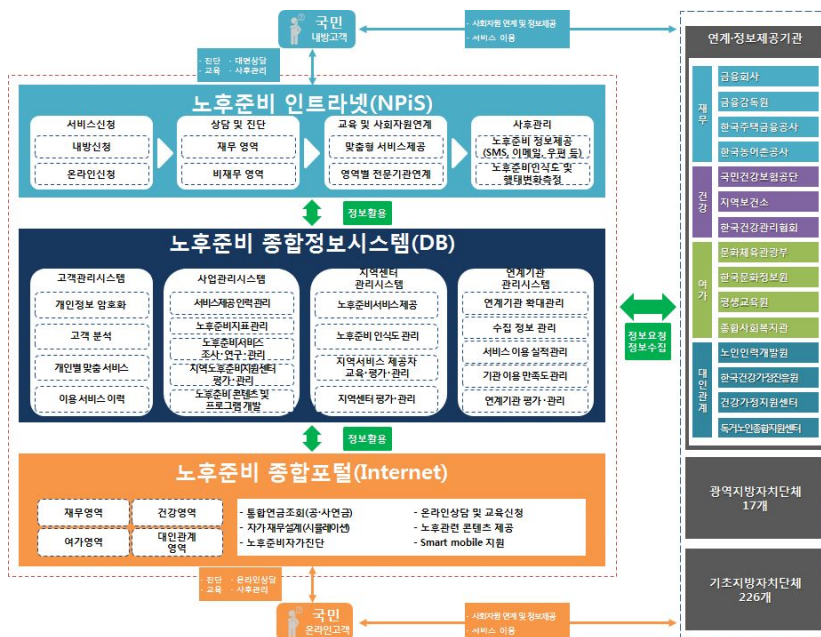 국민
내방고객
- 사회자원 연계 및 정보제공
- 서비스 이용
- 진단 · 대면상담
- 교육 · 사후관리
노후준비 인트라넷(NPiS)
서비스신청
내방신청
온라인신청
상담 및 진단
재무 영역
비재무 영역
교육 및 사회자원연계
맞춤형 서비스제공
영역별 전문기관연계
사후관리
노후준비 정보제공
(SMS, 이메일, 우편 등)
노후준비인식도 및
행태변화측정
정보활용
노후준비 종합정보시스템(DB)
고객관리시스템
개인정보 암호화
고객 분석
개인별 맞춤 서비스
이용 서비스 이력
사업관리시스템
서비스제공 인력 관리
노후준비지표관리
노후준비서비스
조사·연구·관리
지역노후준비지원센터
평가·관리
노후준비 콘텐츠 및
프로그램 개발
지역센터
관리시스템
노후준비서비스제공
노후준비 인식도 관리
지역서비스 제공자
교육·평가·관리
지역센터 평가·관리
연계기관
관리시스템
연계기관 확대관리
수집 정보 관리
서비스 이용 실적관리
기관 이용 만족도관리
연계기관 평가·관리
정보활용
노후준비 종합포털(Internet)
재무영역
건강영역
여가영역
대인관계
영역
- 통합연금조회(공·사연금)
- 자가 재무설계(시뮬레이션)
- 노후준비자가진단
- 온라인상담 및 교육신청
- 노후관련 콘텐츠 제공
- Smart mobile 지원
- 진단 · 온라인상담
- 교육 · 사후관리
국민
온라인고객
- 사회자원 연계 및 정보제공
- 서비스 이용
정보요청
정보수집
연계·정보제공기관
재무
금융회사
금융감독원
한국주택금융공사
한국농어촌공사
건강
국민건강보험공단
지역보건소
한국건강관리협회
여가
문화체육관광부
한국문화정보원
평생교육원
종합사회복지관
대인관계
노인인력개발원
한국건강가정진흥원
건강가정지원센터
독거노인종합지원센터
광역지방자치단체
17개
기초지방자치단체
226개